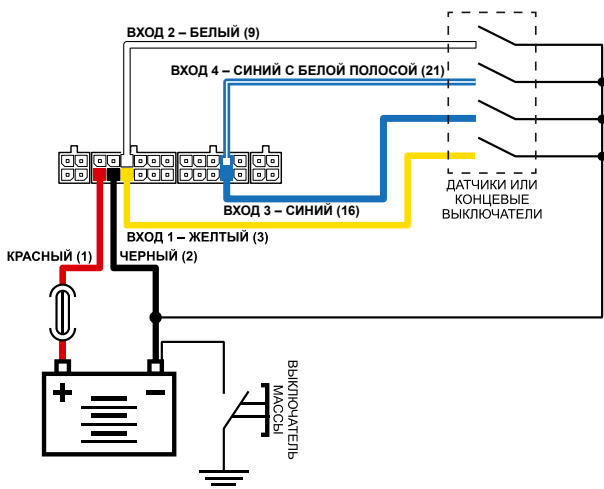 ВХОД 2 – БЕЛЫЙ (9)
ВХОД 4 – СИНИЙ С БЕЛОЙ ПОЛОСОЙ (21)
ДАТЧИКИ ИЛИ
КОНЦЕВЫЕ
ВЫКЛЮЧАТЕЛИ
ВХОД 3 – СИНИЙ (16)
ВХОД 1 – ЖЕЛТЫЙ (3)
КРАСНЫЙ (1)
ЧЕРНЫЙ (2)
+
–
ВЫКЛЮЧАТЕЛЬ
МАССЫ